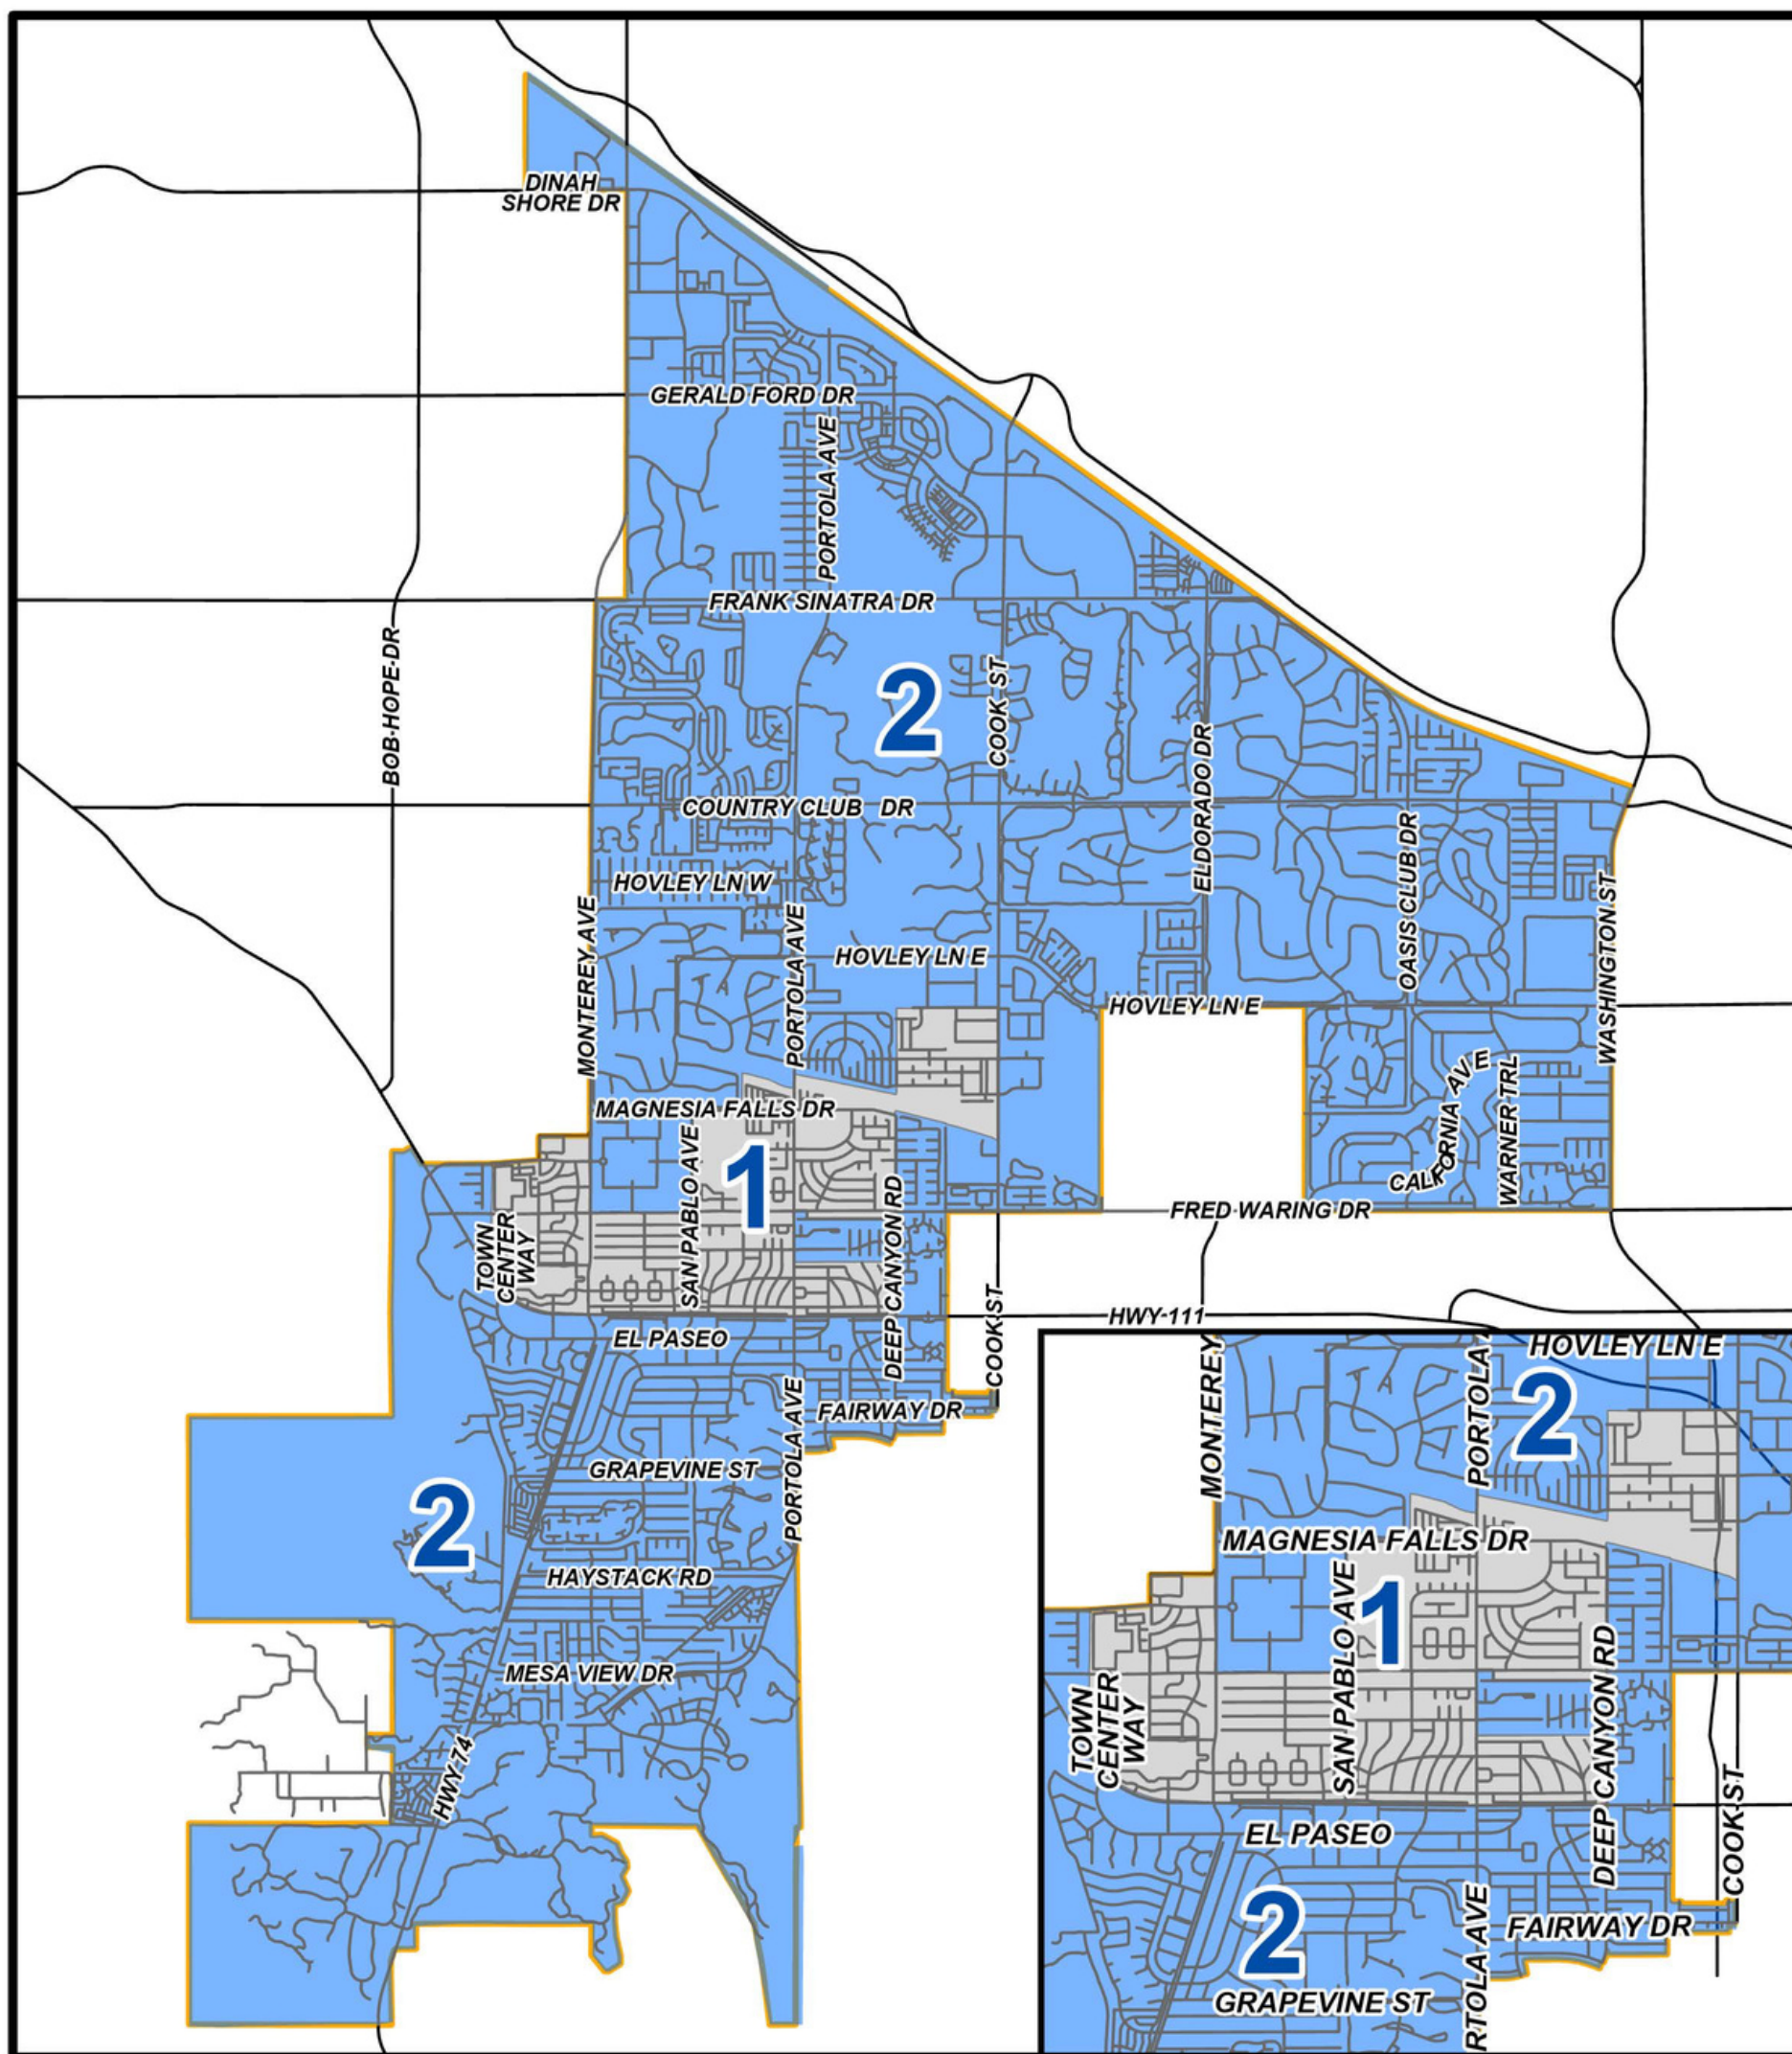 DINAH
SHORE DR
GERALD FORD DR
PORTOLA AVE
FRANK SINATRA DR
BOB HOPE DR
2
COOK ST
ELDORADO DR
COUNTRY CLUB DR
OASIS CLUB DR
HOVLEY LN W
WASHINGTON ST
MONTEREY AVE
PORTOLA AVE
HOVLEY LN E
HOVLEY LN E
CALIFORNIA AVE
WARNER TRL
MAGNESIA FALLS DR
SAN PABLO AVE
1
DEEP CANYON RD
FRED WARING DR
TOWN
CENTER
WAY
COOK ST
HWY 111
EL PASEO
PORTOLA AVE
FAIRWAY DR
GRAPEVINE ST
2
HAYSTACK RD
MESA VIEW DR
HWY 74
MONTEREY
PORTOLA
HOVLEY LN E
2
MAGNESIA FALLS DR
SAN PABLO AVE
1
DEEP CANYON RD
TOWN
CENTER
WAY
COOK ST
EL PASEO
2
RTOLA AVE
FAIRWAY DR
GRAPEVINE ST